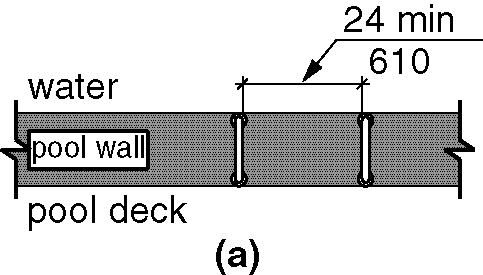 24 min
610
water
pool wall
pool deck
(a)